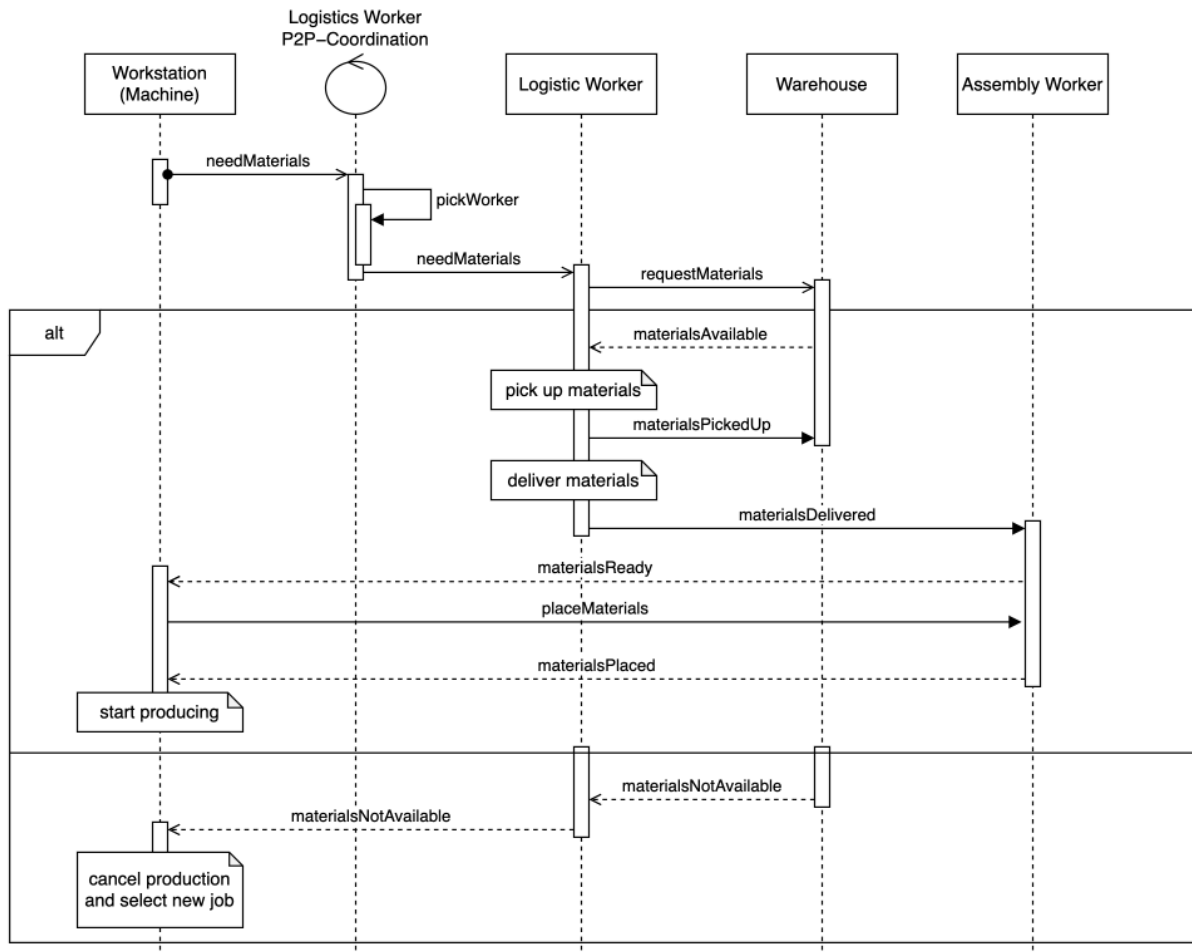 Logistics Worker
P2P-Coordination
Workstation
(Machine)
Logistic Worker
Warehouse
Assembly Worker
needMaterials
pickWorker
needMaterials
requestMaterials
alt
materialsAvailable
pick up materials
materialsPickedUp
deliver materials
materialsDelivered
materialsReady
placeMaterials
materialsPlaced
start producing
materialsNotAvailable
materialsNotAvailable
cancel production
and select new job